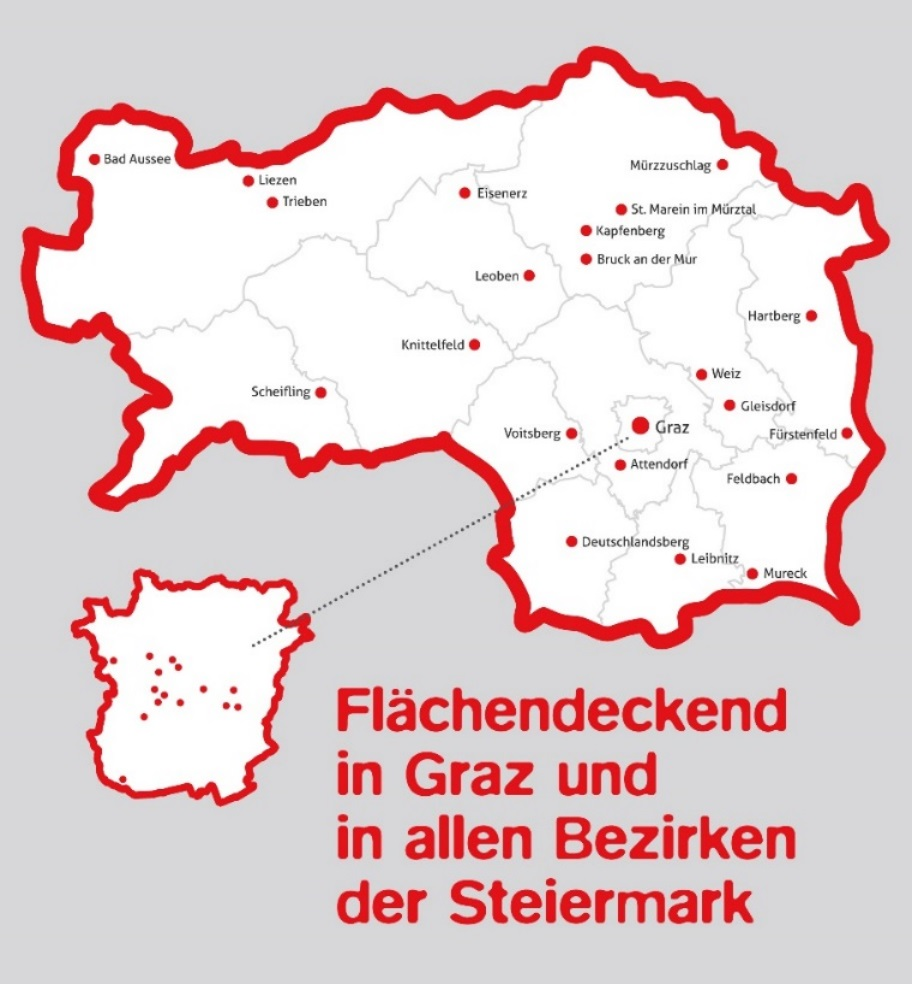 Bad Aussee
Liezen
Trieben
Eisenerz
Mürzzuschlag
St. Marein im Mürztal
Kapfenberg
Bruck an der Mur
Leoben
Hartberg
Knittelfeld
Weiz
Scheifling
Gleisdorf
Graz
Voitsberg
Fürstenfeld
Attendorf
Feldbach
Deutschlandsberg
Leibnitz
Mureck
Flächendeckend
in Graz und
in allen Bezirken
der Steiermark